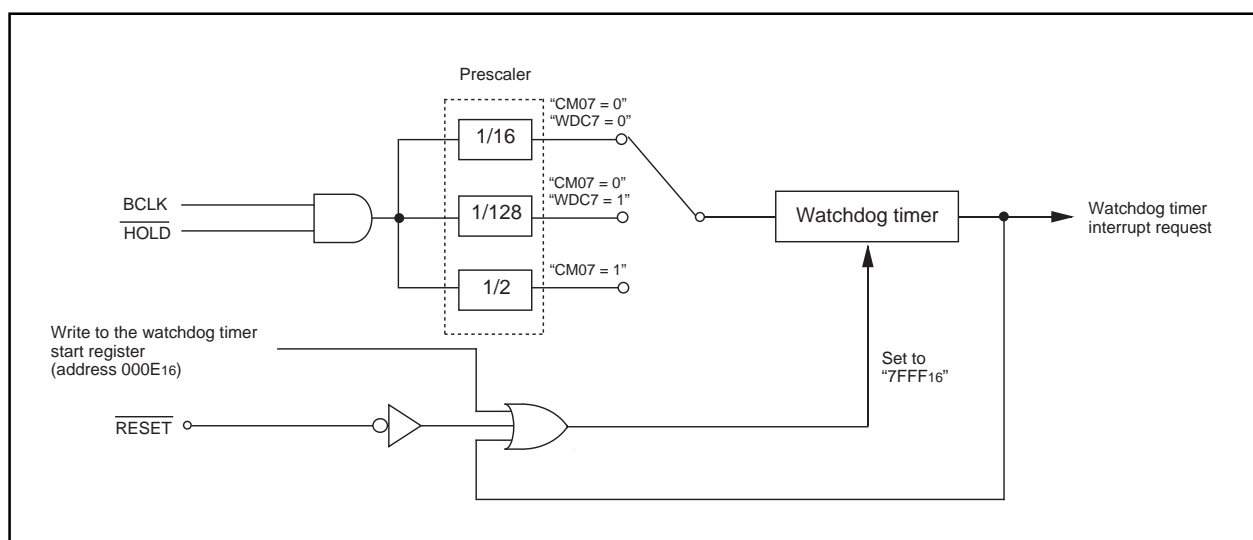 Prescaler
“CM07 = 0”
“WDC7 = 0”
1/16
BCLK
HOLD
“CM07 = 0”
“WDC7 = 1”
1/128
Watchdog timer
Watchdog timer
interrupt request
“CM07 = 1”
1/2
Write to the watchdog timer
start register
(address 000E16)
Set to
“7FFF16”
RESET